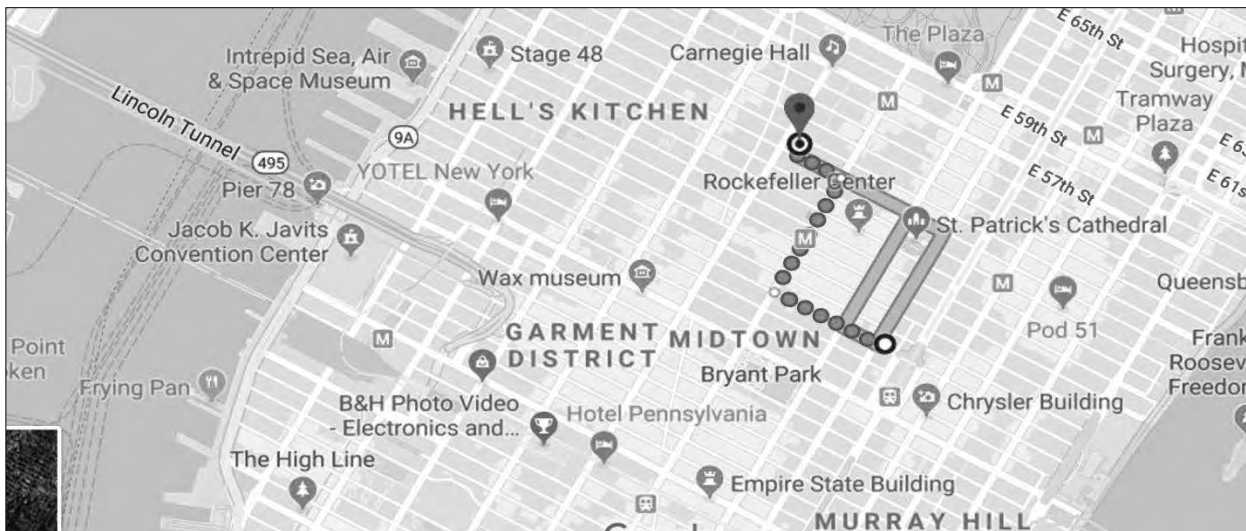 E 65th St
The Plaza
Carnegie Hall
Hospit
Surgery,
Intrepid Sea, Air
& Space Museum
Stage 48
M
M
Tramway
Plaza
Lincoln Tunnel
HELL'S KITCHEN
E 59th St
M
9A
495
YOTEL New York
Rockefeller Center
E 57th St
E 61s
Pier 78
Jacob K. Javits
Convention Center
M
St. Patrick's Cathedral
Wax museum
M
Queensb
Pod 51
GARMENT
DISTRICT
MIDTOWN
M
Point
oken
Frying Pan
Bryant Park
Frank
Roosev
Freedom
B&H Photo Video
- Electronics and...
Hotel Pennsylvania
Chrysler Building
The High Line
Empire State Building
MURRAY HILL